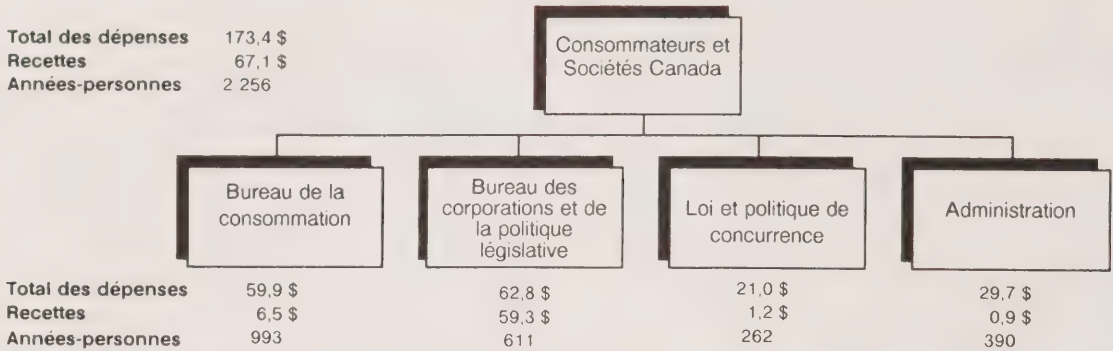 Total des dépenses 173,4 $
Recettes 67,1 $
Années-personnes 2 256
Consommateurs et
Sociétés Canada
Bureau de la
consommation
Bureau des
corporations et de
la politique
législative
Loi et politique de
concurrence
Administration
Total des dépenses 59,9 $ 62,8 $ 21,0 $ 29,7 $
Recettes 6,5 $ 59,3 $ 1,2 $ 0,9 $
Années-personnes 993 611 262 390